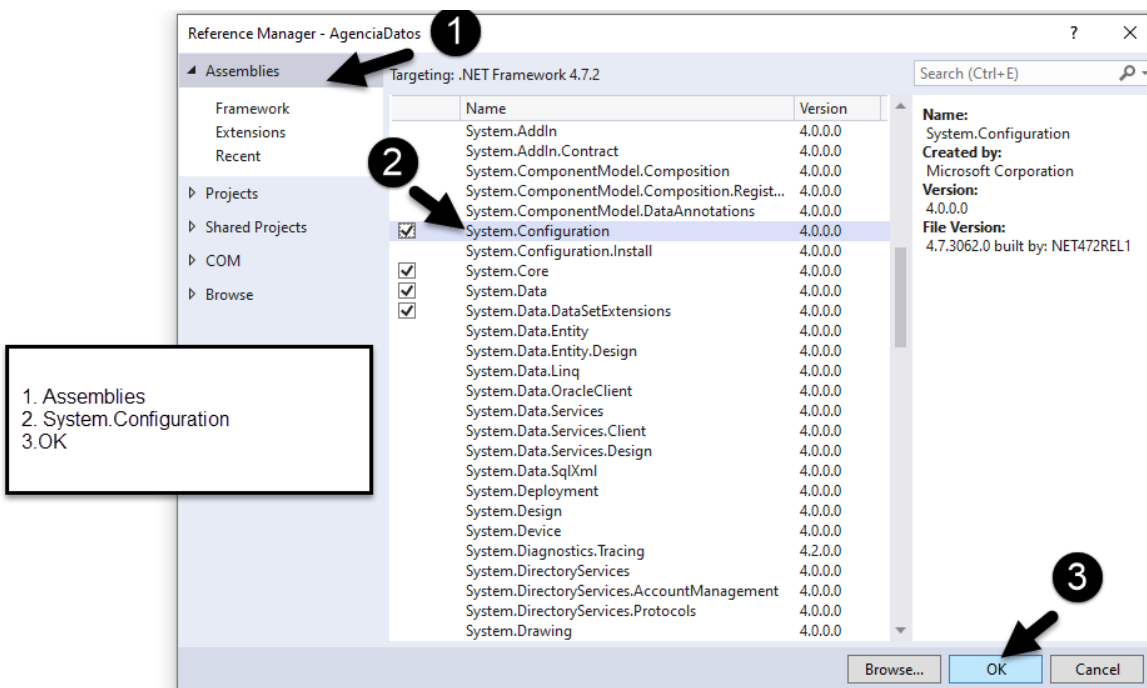 Reference Manager - AgenciaDatos
1
?
Assemblies
Targeting: .NET Framework 4.7.2
Search (Ctrl+E)
Framework
Extensions
Recent
Projects
Shared Projects
COM
Browse
2
Name Version
System.AddIn 4.0.0.0
System.AddIn.Contract 4.0.0.0
System.ComponentModel.Composition 4.0.0.0
System.ComponentModel.Composition.Regist... 4.0.0.0
System.ComponentModel.DataAnnotations 4.0.0.0
System.Configuration 4.0.0.0
System.Configuration.Install 4.0.0.0
System.Core 4.0.0.0
System.Data 4.0.0.0
System.Data.DataSetExtensions 4.0.0.0
System.Data.Entity 4.0.0.0
System.Data.Entity.Design 4.0.0.0
System.Data.Linq 4.0.0.0
System.Data.OracleClient 4.0.0.0
System.Data.Services 4.0.0.0
System.Data.Services.Client 4.0.0.0
System.Data.Services.Design 4.0.0.0
System.Data.SqlXml 4.0.0.0
System.Deployment 4.0.0.0
System.Design 4.0.0.0
System.Device 4.0.0.0
System.Diagnostics.Tracing 4.2.0.0
System.DirectoryServices 4.0.0.0
System.DirectoryServices.AccountManagement 4.0.0.0
System.DirectoryServices.Protocols 4.0.0.0
System.Drawing 4.0.0.0
Name:
System.Configuration
Created by:
Microsoft Corporation
Version:
4.0.0.0
File Version:
4.7.3062.0 built by: NET472REL1
1. Assemblies
2. System.Configuration
3.OK
3
Browse... OK Cancel